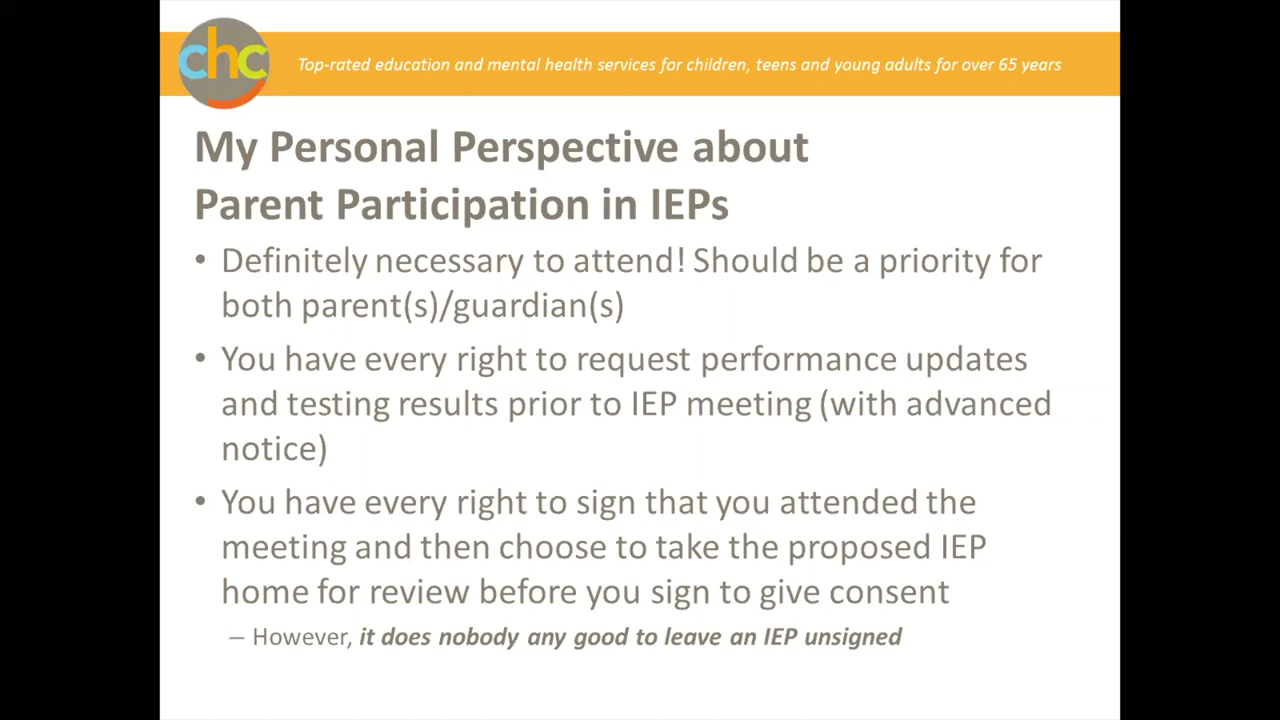 chc
Top-rated education and mental health services for children, teens and young adults for over 65 years
My Personal Perspective about
Parent Participation in IEPs
• Definitely necessary to attend! Should be a priority for
both parent(s)/guardian(s)
• You have every right to request performance updates
and testing results prior to IEP meeting (with advanced
notice)
• You have every right to sign that you attended the
meeting and then choose to take the proposed IEP
home for review before you sign to give consent
– However, it does nobody any good to leave an IEP unsigned